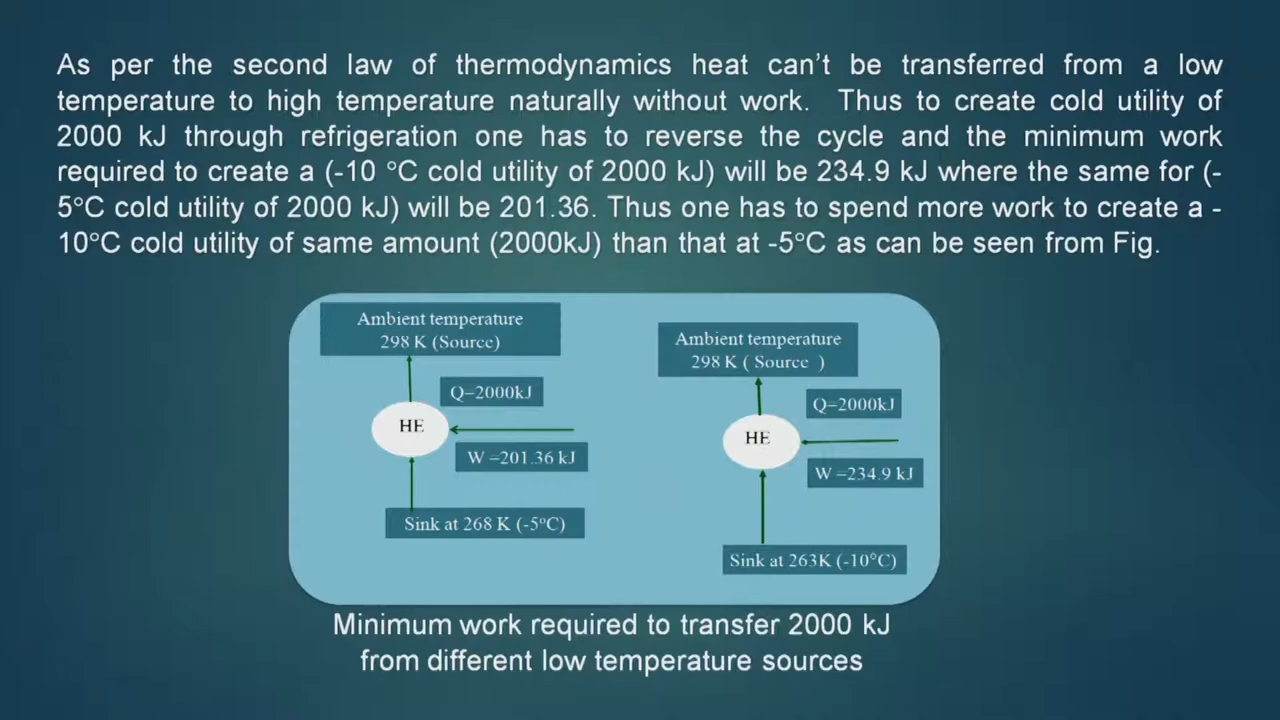 As per the second law of thermodynamics heat can’t be transferred from a low
temperature to high temperature naturally without work.  Thus to create cold utility of
2000 kJ through refrigeration one has to reverse the cycle and the minimum work
required to create a (-10 °C cold utility of 2000 kJ) will be 234.9 kJ where the same for (-
5°C cold utility of 2000 kJ) will be 201.36. Thus one has to spend more work to create a -
10°C cold utility of same amount (2000kJ) than that at -5°C as can be seen from Fig.
Ambient temperature
298 K (Source)
Q=2000kJ
HE
W =201.36 kJ
Sink at 268 K (-5°C)
Ambient temperature
298 K ( Source  )
Q=2000kJ
HE
W =234.9 kJ
Sink at 263K (-10°C)
Minimum work required to transfer 2000 kJ
from different low temperature sources